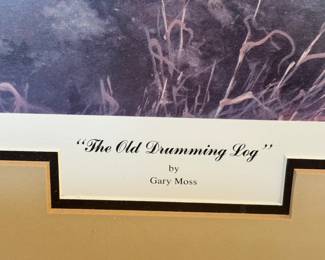 "The Old Drumming Log"
by
Gary Moss